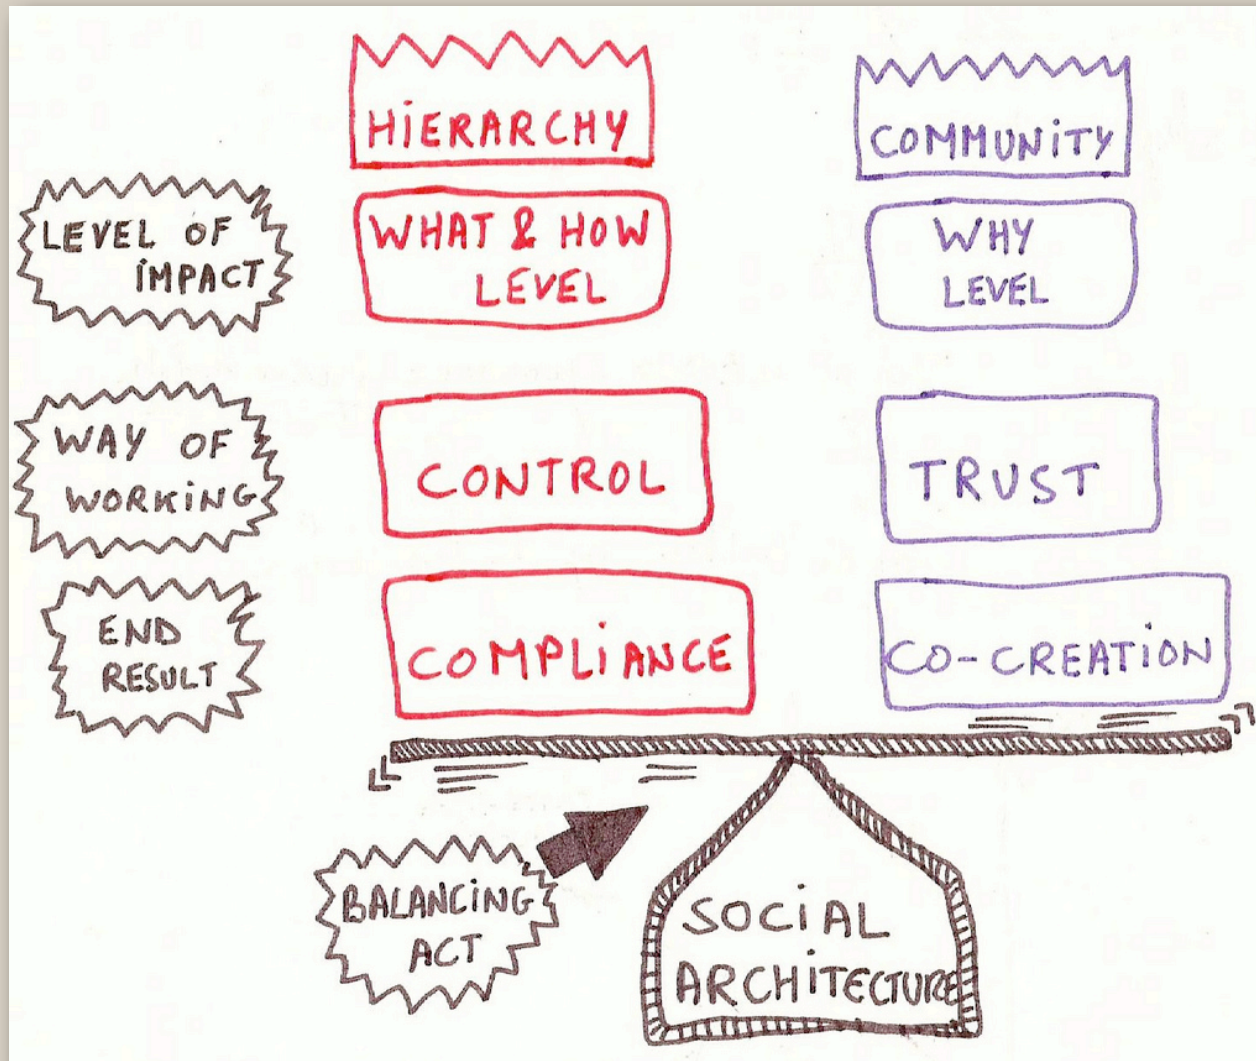 HiERARCHY
COMMUNiTY
LEVEL OF
iMPACT
WHAT & HOW
LEVEL
WHY
LEVEL
WAY OF
WORKiNG
CONTROL
TRUST
END
RESULT
COMPLiANCE
CO-CREATiON
BALANCiNG
ACT
SOCiAL
ARCHiTECTURE